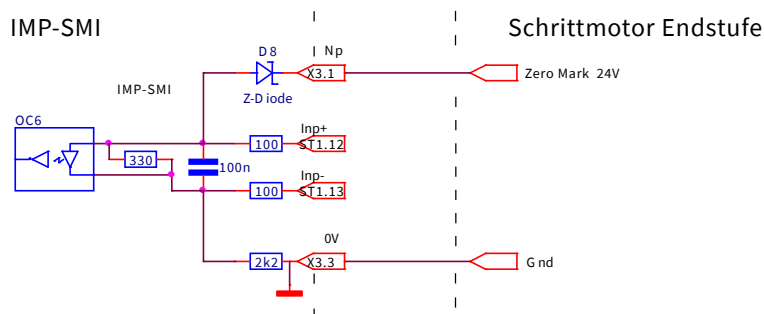 IMP-SMI
Schrittmotor Endstufe
D8
Np
X3.1
Zero Mark 24V
Z-Diode
IMP-SMI
OC6
Inp+
100
ST1.12
330
100n
Inp-
100
ST1.13
0V
2k2
X3.3
Gnd